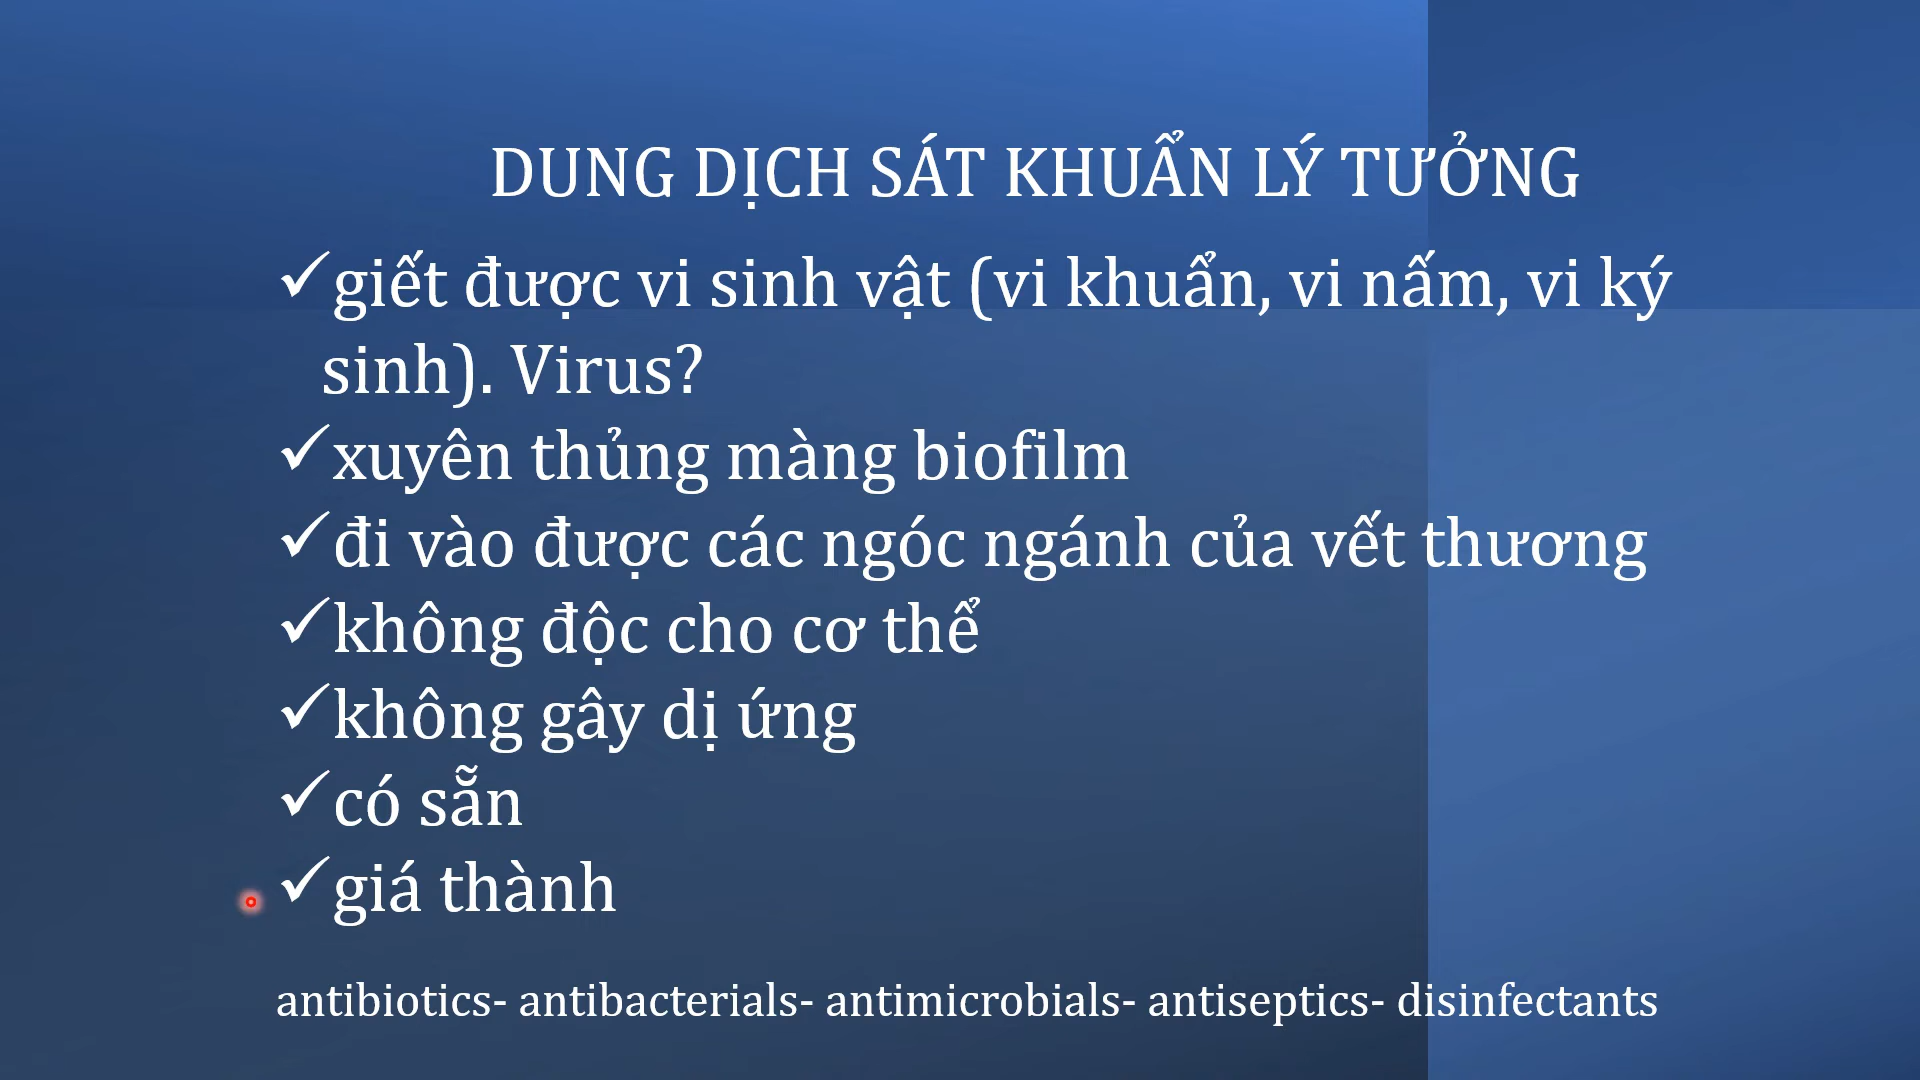 DUNG DỊCH SÁT KHUẨN LÝ TƯỞNG
✓giết được vi sinh vật (vi khuẩn, vi nấm, vi ký
sinh). Virus?
✓xuyên thủng màng biofilm
✓đi vào được các ngóc ngánh của vết thương
✓không độc cho cơ thể
✓không gây dị ứng
✓có sẵn
✓giá thành
antibiotics- antibacterials- antimicrobials- antiseptics- disinfectants